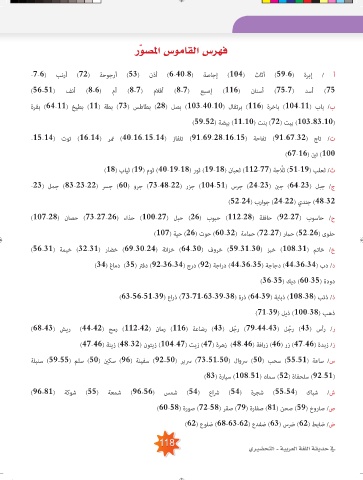 فهرس القاموس المصوّر
أ / إبرة (59،6) أثاث (104) إجاصة (6،40،8) أذن (53) أرجوحة (72) أرنب (7،6،
75) أسد (75،7) أسنان (116) إصبع (8،7) أقلام (8،7) أم (8،6) أنف (56،51)
ب/ باب (104،11) باخرة (116) برتقال (103،40،10) بصل (28) بطاطس (73) بطة (11) بطيخ (64،11) بقرة
(103،83،10) بيت (72) بنت (11،10) بيضة (59،52)
ت/ تاج (91،67،32) تفاحة (91،69،28،16،15) تلفاز (40،16،15،14) تمر (16،14) توت (15،14،
100) تين (67،16)
ث/ ثعلب (51،19) ثلاّجة (112،77) ثعبان (19،18) ثور (40،19،18) ثوم (19) ثياب (18)
ج/ جبل (64،23) جبن (24،23) جرس (104،51) جزر (73،48،22) جرو (60) جسر (83،23،22) جمل (23،
48،32) جندي (24،22) جوارب (52،24)
ح/ حاسوب (92،27) حافلة (112،28) حبوب (26) حبل (100،27) حذاء (73،27،26) حصان (107،28)
حلوى (52،26) حمار (72،27) حمامة (60،32) حوت (26) حية (107)
خ/ خاتم (108،31) خبز (59،31،30) خروف (64،30) خزانة (69،30،24) خضار (32،31) خيمة (56،31)
د/ دب (44،36،34) دجاجة (44،36،35) دراجة (92) درج (92،36،34) دفتر (35) دماغ (34)
دودة (60،35) ديك (36،35)
ذ/ ذئب (108،38) ذبابة (64،39) ذرة (73،71،63،39،38) ذراع (63،56،51،39)
ذهب (100،38) ذيل (71،39)
ر/ رأس (43) رجُل (79،44،43) رِجل (43) رضاعة (116) رمان (112،42) رمح (44،42) ريش (68،43)
ز/ زبدة (47،46) زر (46) زرافة (48،46) زهرة (47) زيت (104،47) زيتون (48،32) زينة (47،46)
س/ ساعة (55،51) سحب (50) سروال (73،51،50) سرير (92،50) سفينة (96) سكين (50) سلم (59،55) سفينة
(92،51) سلحفاة (52) سمك (108،51) سيارة (83)
ش/ شباك (55،54) شجرة (54) شراع (54) شمس (96،56) شمعة (55) شوكة (96،81)
ص/ صاروخ (59) صحن (81) صفارة (79) صقر (72،58) صورة (60،58)
ض/ ضابط (62) ضرس (63) ضفدع (68،63،62) ضلوع (62)
118
في حديقة اللغة العربية - التحضيري